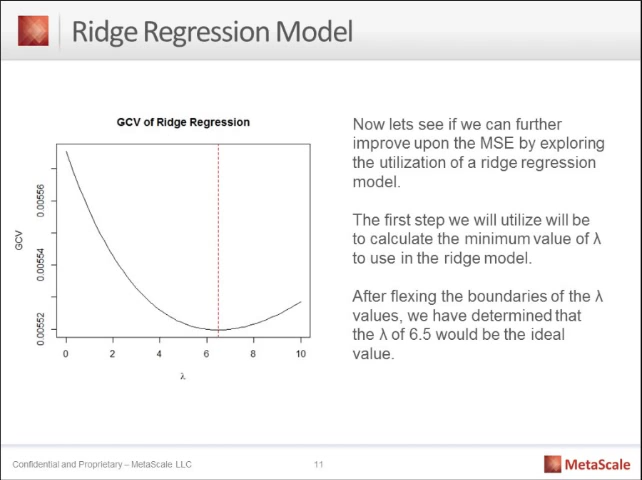 Ridge Regression Model
GCV of Ridge Regression
GCV
0.00556
0.00554
0.00552
0 2 4 6 8 10
λ
Now lets see if we can further
improve upon the MSE by exploring
the utilization of a ridge regression
model.
The first step we will utilize will be
to calculate the minimum value of λ
to use in the ridge model.
After flexing the boundaries of the λ
values, we have determined that
the λ of 6.5 would be the ideal
value.
Confidential and Proprietary – MetaScale LLC
11
MetaScale